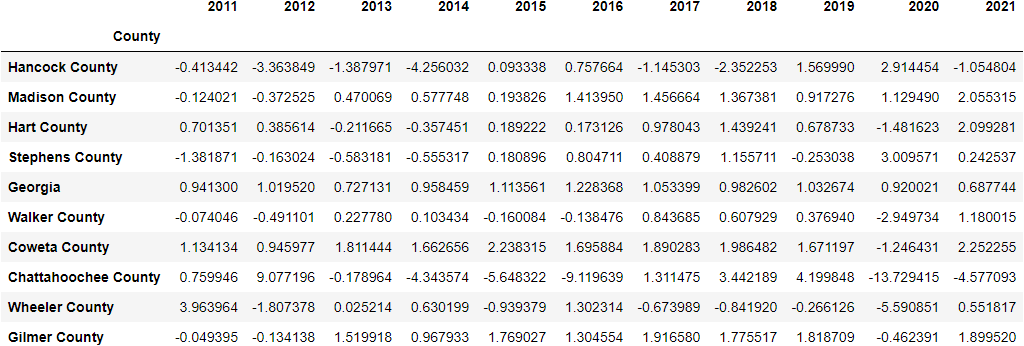 2011 2012 2013 2014 2015 2016 2017 2018 2019 2020 2021
County
Hancock County -0.413442 -3.363849 -1.387971 -4.256032 0.093338 0.757664 -1.145303 -2.352253 1.569990 2.914454 -1.054804
Madison County -0.124021 -0.372525 0.470069 0.577748 0.193826 1.413950 1.456664 1.367381 0.917276 1.129490 2.055315
Hart County 0.701351 0.385614 -0.211665 -0.357451 0.189222 0.173126 0.978043 1.439241 0.678733 -1.481623 2.099281
Stephens County -1.381871 -0.163024 -0.583181 -0.555317 0.180896 0.804711 0.408879 1.155711 -0.253038 3.009571 0.242537
Georgia 0.941300 1.019520 0.727131 0.958459 1.113561 1.228368 1.053399 0.982602 1.032674 0.920021 0.687744
Walker County -0.074046 -0.491101 0.227780 0.103434 -0.160084 -0.138476 0.843685 0.607929 0.376940 -2.949734 1.180015
Coweta County 1.134134 0.945977 1.811444 1.662656 2.238315 1.695884 1.890283 1.986482 1.671197 -1.246431 2.252255
Chattahoochee County 0.759946 9.077196 -0.178964 -4.343574 -5.648322 -9.119639 1.311475 3.442189 4.199848 -13.729415 -4.577093
Wheeler County 3.963964 -1.807378 0.025214 0.630199 -0.939379 1.302314 -0.673989 -0.841920 -0.266126 -5.590851 0.551817
Gilmer County -0.049395 -0.134138 1.519918 0.967933 1.769027 1.304554 1.916580 1.775517 1.818709 -0.462391 1.899520